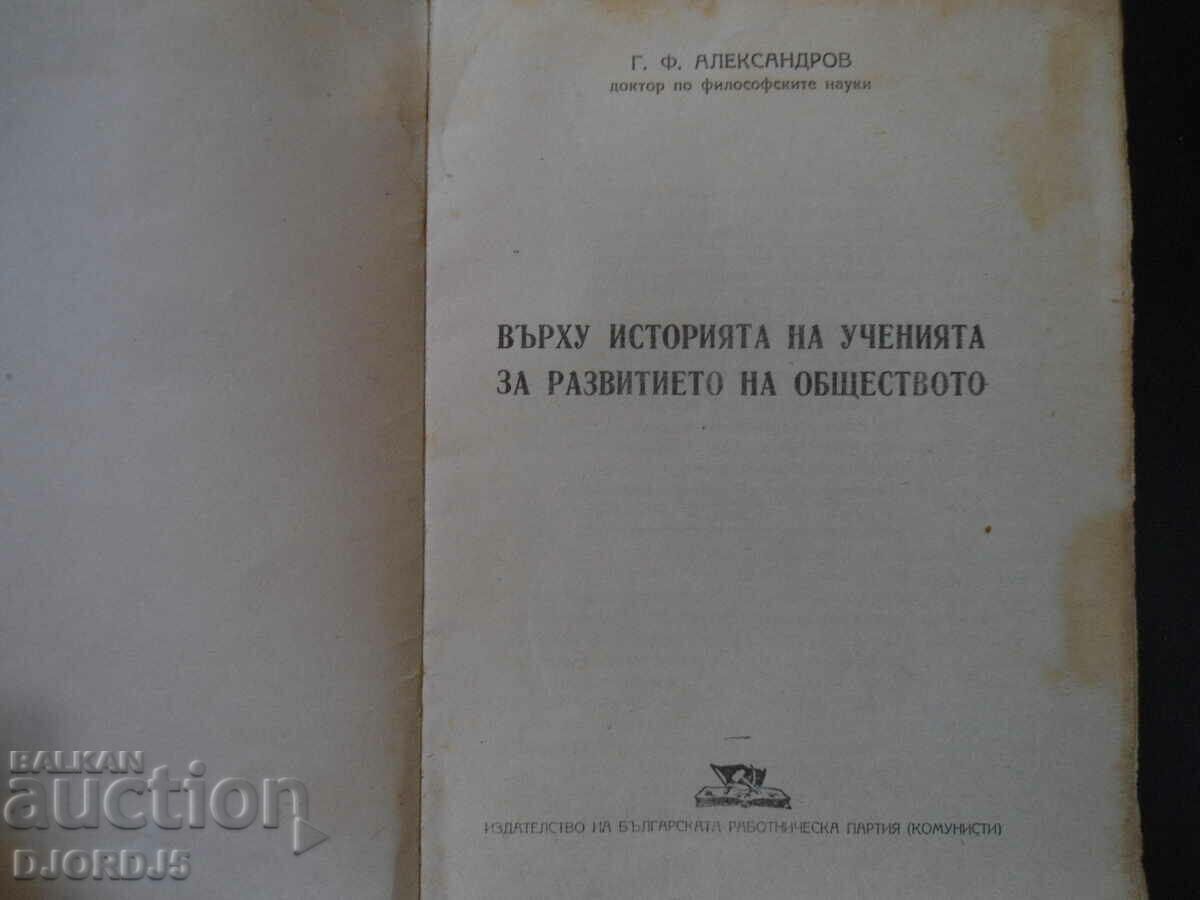 Г. Ф. АЛЕКСАНДРОВ
доктор по философските науки
ВЪРХУ ИСТОРИЯТА НА УЧЕНИЯТА
ЗА РАЗВИТИЕТО НА ОБЩЕСТВОТО
ИЗДАТЕЛСТВО НА БЪЛГАРСКАТА РАБОТНИЧЕСКА ПАРТИЯ (КОМУНИСТИ)
BALKAN
auction
DJORDJ5